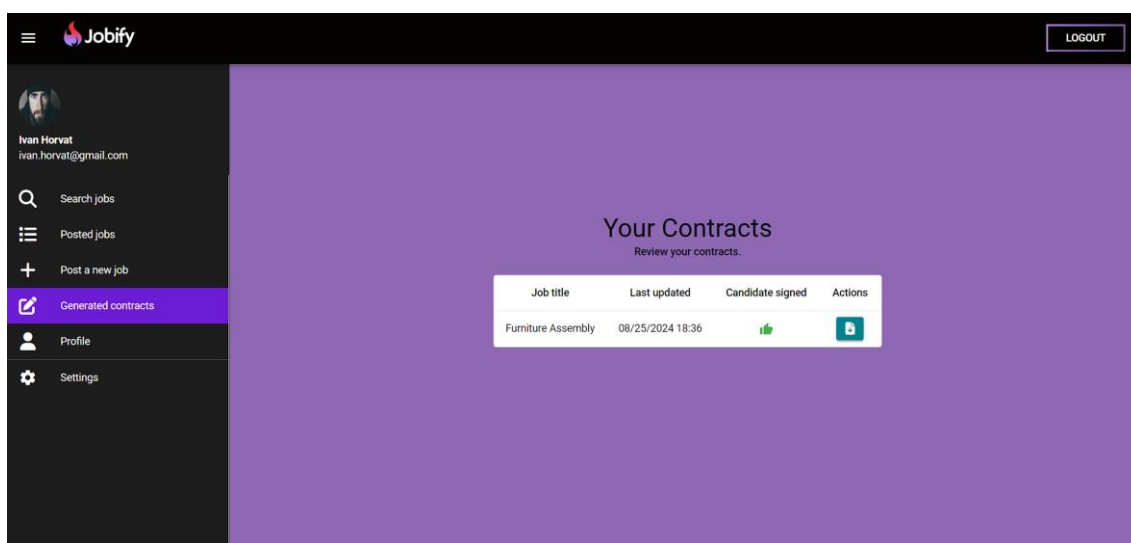 Jobify
LOGOUT
Ivan Horvat
ivan.horvat@gmail.com
Search jobs
Posted jobs
Post a new job
Generated contracts
Profile
Settings
Your Contracts
Review your contracts.
Job title Last updated Candidate signed Actions
Furniture Assembly 08/25/2024 18:36